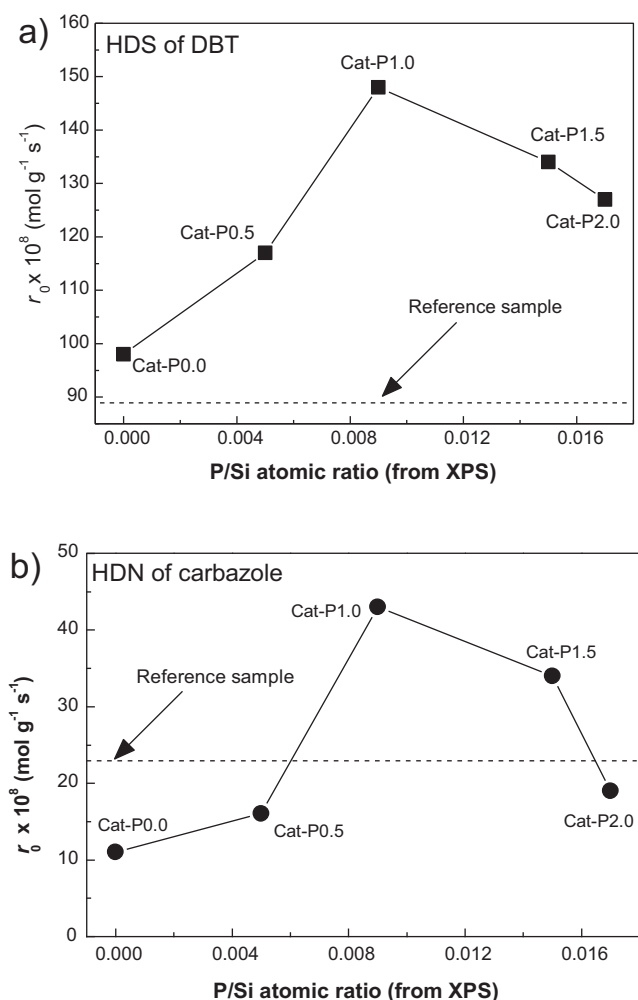 a)
HDS of DBT
r₀ x 10⁸ (mol g⁻¹ s⁻¹)
160
150
140
130
120
110
100
90
Cat-P1.0
Cat-P1.5
Cat-P0.5
Cat-P2.0
Reference sample
Cat-P0.0
0.000 0.004 0.008 0.012 0.016
P/Si atomic ratio (from XPS)
b)
HDN of carbazole
r₀ x 10⁸ (mol g⁻¹ s⁻¹)
50
40
30
20
10
0
Cat-P1.0
Cat-P1.5
Reference sample
Cat-P0.0
Cat-P0.5
Cat-P2.0
0.000 0.004 0.008 0.012 0.016
P/Si atomic ratio (from XPS)